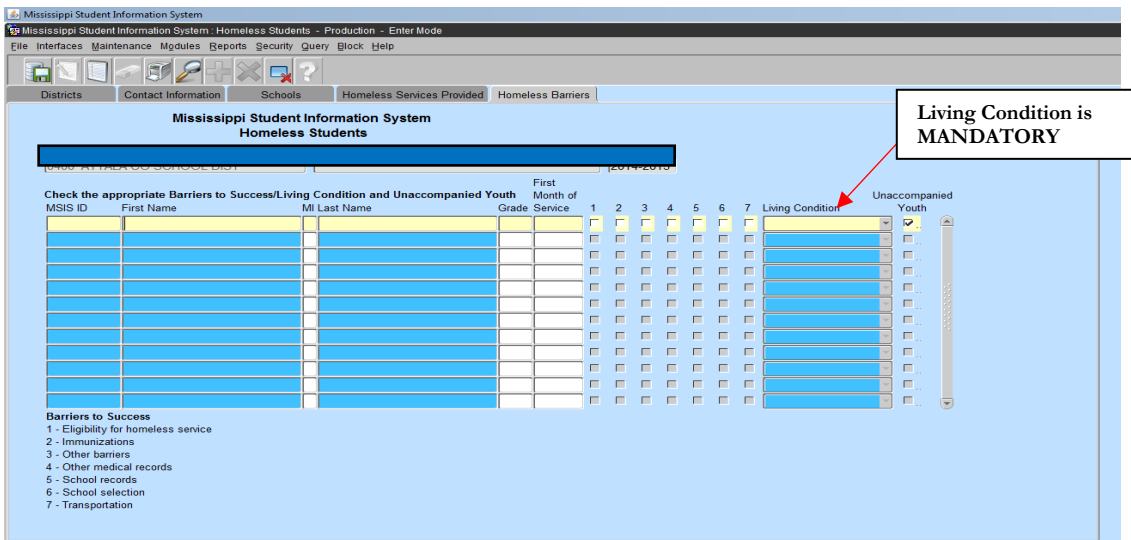 Mississippi Student Information System
Mississippi Student Information System : Homeless Students - Production - Enter Mode
File Interfaces Maintenance Modules Reports Security Query Block Help
Districts Contact Information Schools Homeless Services Provided Homeless Barriers
Living Condition is
MANDATORY
Mississippi Student Information System
Homeless Students
First
Check the appropriate Barriers to Success/Living Condition and Unaccompanied Youth Month of Unaccompanied
MSIS ID First Name MI Last Name Grade Service 1 2 3 4 5 6 7 Living Condition Youth
Barriers to Success
1 - Eligibility for homeless service
2 - Immunizations
3 - Other barriers
4 - Other medical records
5 - School records
6 - School selection
7 - Transportation